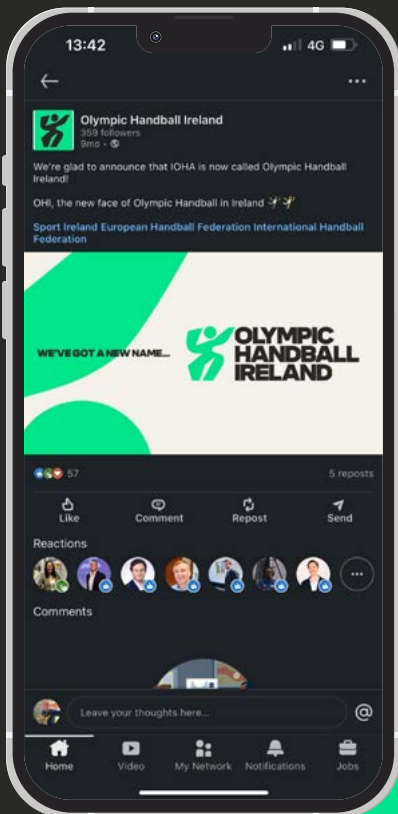 13:42
4G
Olympic Handball Ireland
359 followers
9mo •
We're glad to announce that IOHA is now called Olympic Handball
Ireland!
OHI, the new face of Olympic Handball in Ireland 🤾🤾
Sport Ireland European Handball Federation International Handball
Federation
WE'VE GOT A NEW NAME...
OLYMPIC
HANDBALL
IRELAND
57
5 reposts
Like
Comment
Repost
Send
Reactions
Comments
Leave your thoughts here...
@
Home
Video
My Network
Notifications
Jobs